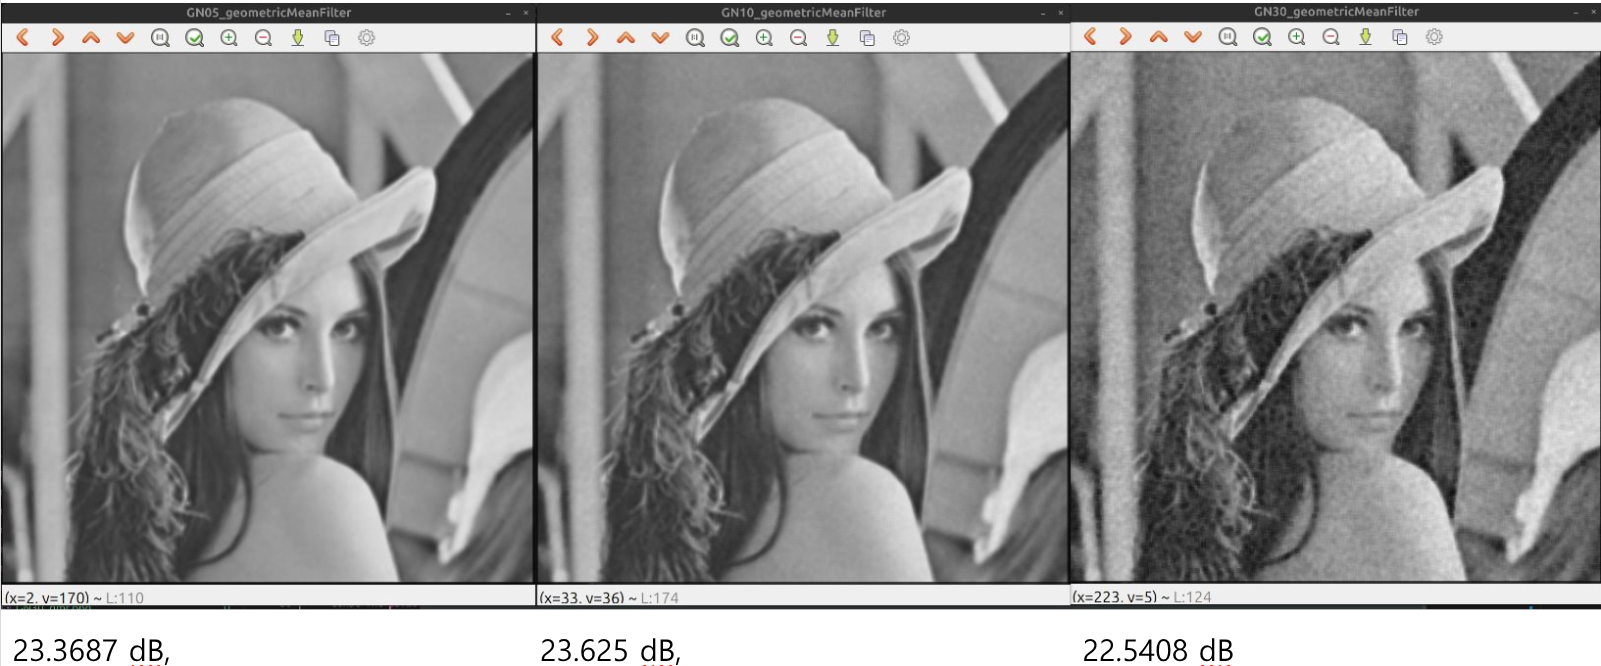 GN05_geometricMeanFilter
GN10_geometricMeanFilter
GN30_geometricMeanFilter
(x=2, y=170) ~ L:110
(x=33, y=36) ~ L:174
(x=223, y=5) ~ L:124
23.3687 dB,
23.625 dB,
22.5408 dB